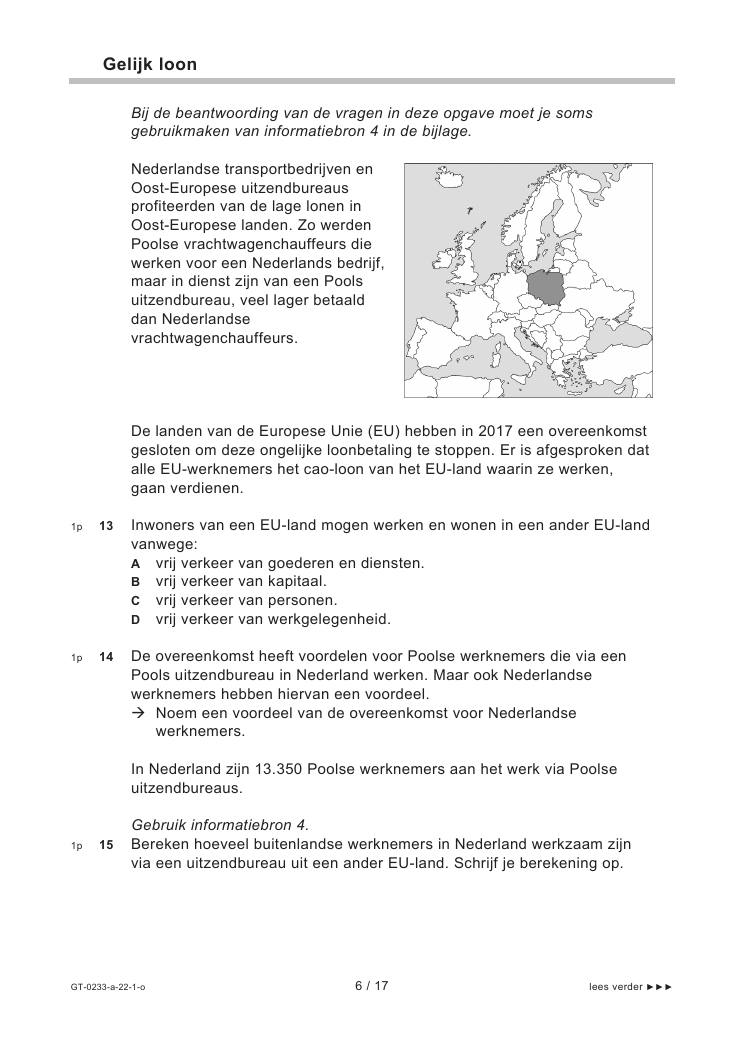 Gelijk loon
Bij de beantwoording van de vragen in deze opgave moet je soms
gebruikmaken van informatiebron 4 in de bijlage.
Nederlandse transportbedrijven en
Oost-Europese uitzendbureaus
profiteerden van de lage lonen in
Oost-Europese landen. Zo werden
Poolse vrachtwagenchauffeurs die
werken voor een Nederlands bedrijf,
maar in dienst zijn van een Pools
uitzendbureau, veel lager betaald
dan Nederlandse
vrachtwagenchauffeurs.
De landen van de Europese Unie (EU) hebben in 2017 een overeenkomst
gesloten om deze ongelijke loonbetaling te stoppen. Er is afgesproken dat
alle EU-werknemers het cao-loon van het EU-land waarin ze werken,
gaan verdienen.
1p 13 Inwoners van een EU-land mogen werken en wonen in een ander EU-land
vanwege:
A vrij verkeer van goederen en diensten.
B vrij verkeer van kapitaal.
C vrij verkeer van personen.
D vrij verkeer van werkgelegenheid.
1p 14 De overeenkomst heeft voordelen voor Poolse werknemers die via een
Pools uitzendbureau in Nederland werken. Maar ook Nederlandse
werknemers hebben hiervan een voordeel.
→ Noem een voordeel van de overeenkomst voor Nederlandse
werknemers.
In Nederland zijn 13.350 Poolse werknemers aan het werk via Poolse
uitzendbureaus.
Gebruik informatiebron 4.
1p 15 Bereken hoeveel buitenlandse werknemers in Nederland werkzaam zijn
via een uitzendbureau uit een ander EU-land. Schrijf je berekening op.
GT-0233-a-22-1-o 6 / 17 lees verder ►►►